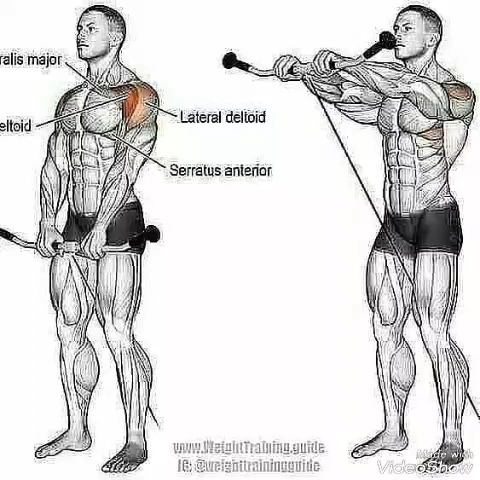 ralis major
eltoid
Lateral deltoid
Serratus anterior
www.WeightTraining.guide
IG: @weighttrainingguide
Made with
VideoShow